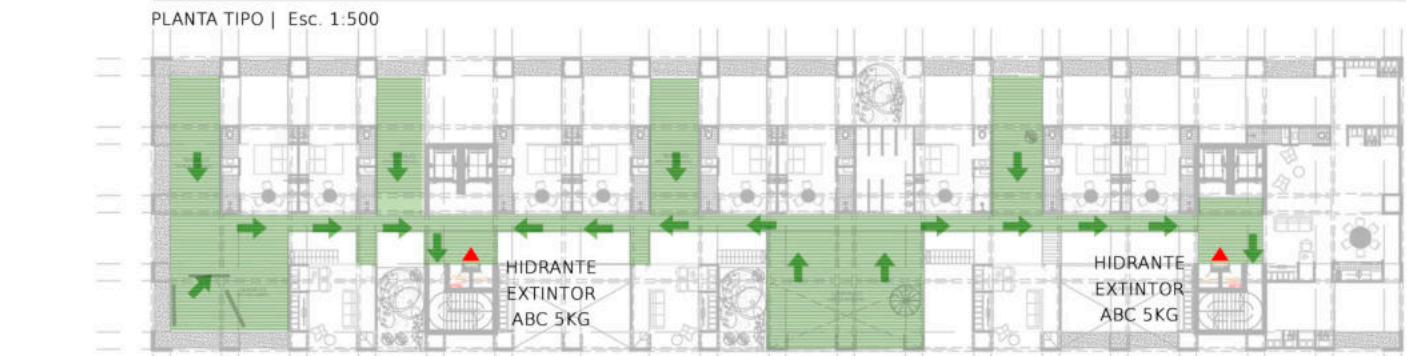 PLANTA TIPO | Esc. 1:500
HIDRANTE
EXTINTOR
ABC 5KG
HIDRANTE
EXTINTOR
ABC 5KG